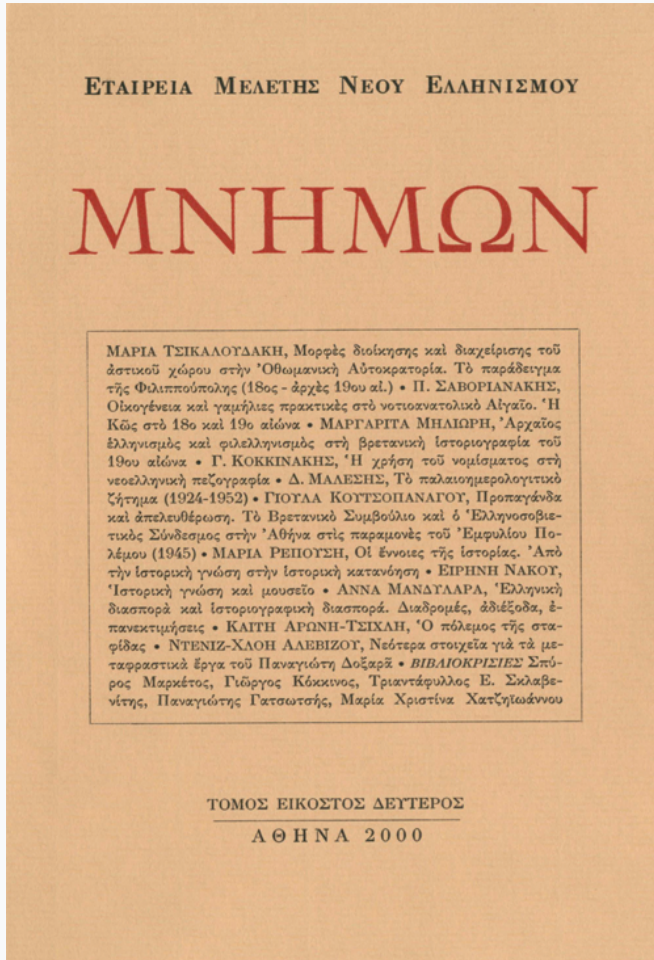 ΕΤΑΙΡΕΙΑ ΜΕΛΕΤΗΣ ΝΕΟΥ ΕΛΛΗΝΙΣΜΟΥ
ΜΝΗΜΩΝ
ΜΑΡΙΑ ΤΣΙΚΑΛΟΥΔΑΚΗ, Μορφὲς διοίκησης καὶ διαχείρισης τοῦ
ἀστικοῦ χώρου στὴν Ὀθωμανικὴ Αὐτοκρατορία. Τὸ παράδειγμα
τῆς Φιλιππούπολης (18ος - ἀρχὲς 19ου αἰ.) • Π. ΣΑΒΟΡΙΑΝΑΚΗΣ,
Οἰκογένεια καὶ γαμήλιες πρακτικὲς στὸ νοτιοανατολικὸ Αἰγαῖο. Ἡ
Κῶς στὸ 18ο καὶ 19ο αἰώνα • ΜΑΡΓΑΡΙΤΑ ΜΗΛΙΩΡΗ, Ἀρχαῖος
ἑλληνισμὸς καὶ φιλελληνισμὸς στὴ βρετανικὴ ἱστοριογραφία τοῦ
19ου αἰώνα • Γ. ΚΟΚΚΙΝΑΚΗΣ, Ἡ χρήση τοῦ νομίσματος στὴ
νεοελληνικὴ πεζογραφία • Δ. ΜΑΛΕΣΗΣ, Τὸ παλαιοημερολογιτικὸ
ζήτημα (1924-1952) • ΓΙΟΥΛΑ ΚΟΥΤΣΟΠΑΝΑΓΟΥ, Προπαγάνδα
καὶ ἀπελευθέρωση. Τὸ Βρετανικὸ Συμβούλιο καὶ ὁ Ἑλληνοσοβιε-
τικὸς Σύνδεσμος στὴν Ἀθήνα στὶς παραμονὲς τοῦ Ἐμφυλίου Πο-
λέμου (1945) • ΜΑΡΙΑ ΡΕΠΟΥΣΗ, Οἱ ἔννοιες τῆς ἱστορίας. Ἀπὸ
τὴν ἱστορικὴ γνώση στὴν ἱστορικὴ κατανόηση • ΕΙΡΗΝΗ ΝΑΚΟΥ,
Ἱστορικὴ γνώση καὶ μουσεῖο • ΑΝΝΑ ΜΑΝΔΥΛΑΡΑ, Ἑλληνικὴ
διασπορὰ καὶ ἱστοριογραφικὴ διασπορά. Διαδρομές, ἀδιέξοδα, ἐ-
πανεκτιμήσεις • ΚΑΙΤΗ ΑΡΩΝΗ-ΤΣΙΧΛΗ, Ὁ πόλεμος τῆς στα-
φίδας • ΝΤΕΝΙΖ-ΧΛΟΗ ΑΛΕΒΙΖΟΥ, Νεότερα στοιχεῖα γιὰ τὰ με-
ταφραστικὰ ἔργα τοῦ Παναγιώτη Δοξαρᾶ • ΒΙΒΛΙΟΚΡΙΣΙΕΣ Σπύ-
ρος Μαρκέτος, Γιῶργος Κόκκινος, Τριαντάφυλλος Ε. Σκλαβε-
νίτης, Παναγιώτης Γατσωτσής, Μαρία Χριστίνα Χατζηϊωάννου
ΤΟΜΟΣ ΕΙΚΟΣΤΟΣ ΔΕΥΤΕΡΟΣ
ΑΘΗΝΑ 2000